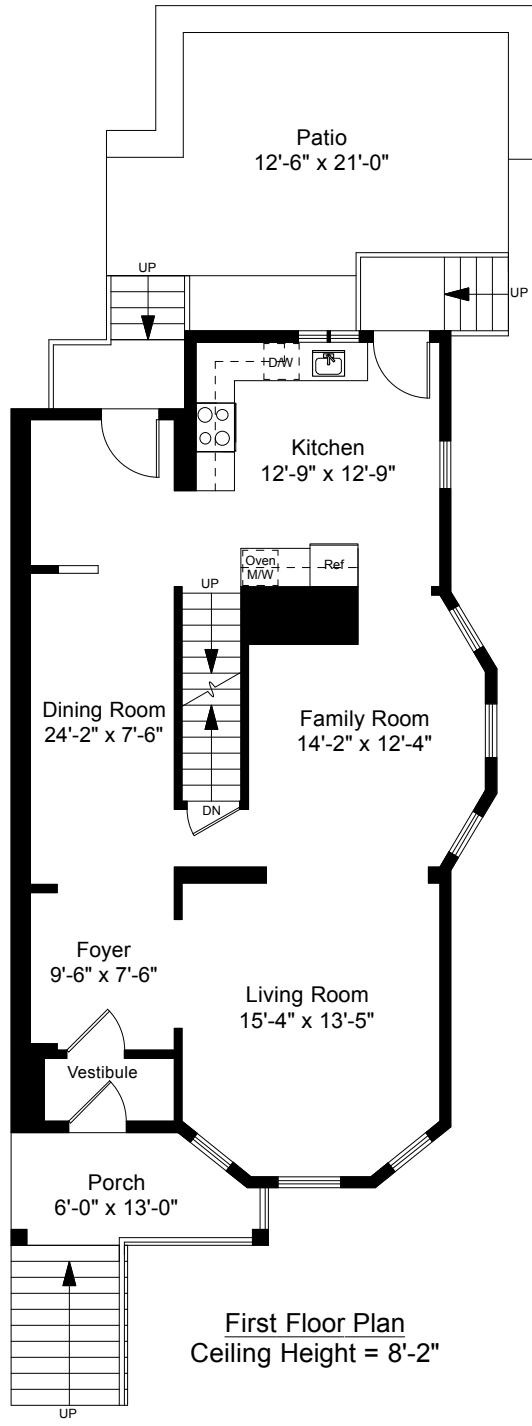 Patio
12'-6" x 21'-0"
UP
UP
D/W
Kitchen
12'-9" x 12'-9"
Oven
M/W
Ref
UP
Dining Room
24'-2" x 7'-6"
Family Room
14'-2" x 12'-4"
DN
Foyer
9'-6" x 7'-6"
Living Room
15'-4" x 13'-5"
Vestibule
Porch
6'-0" x 13'-0"
First Floor Plan
Ceiling Height = 8'-2"
UP